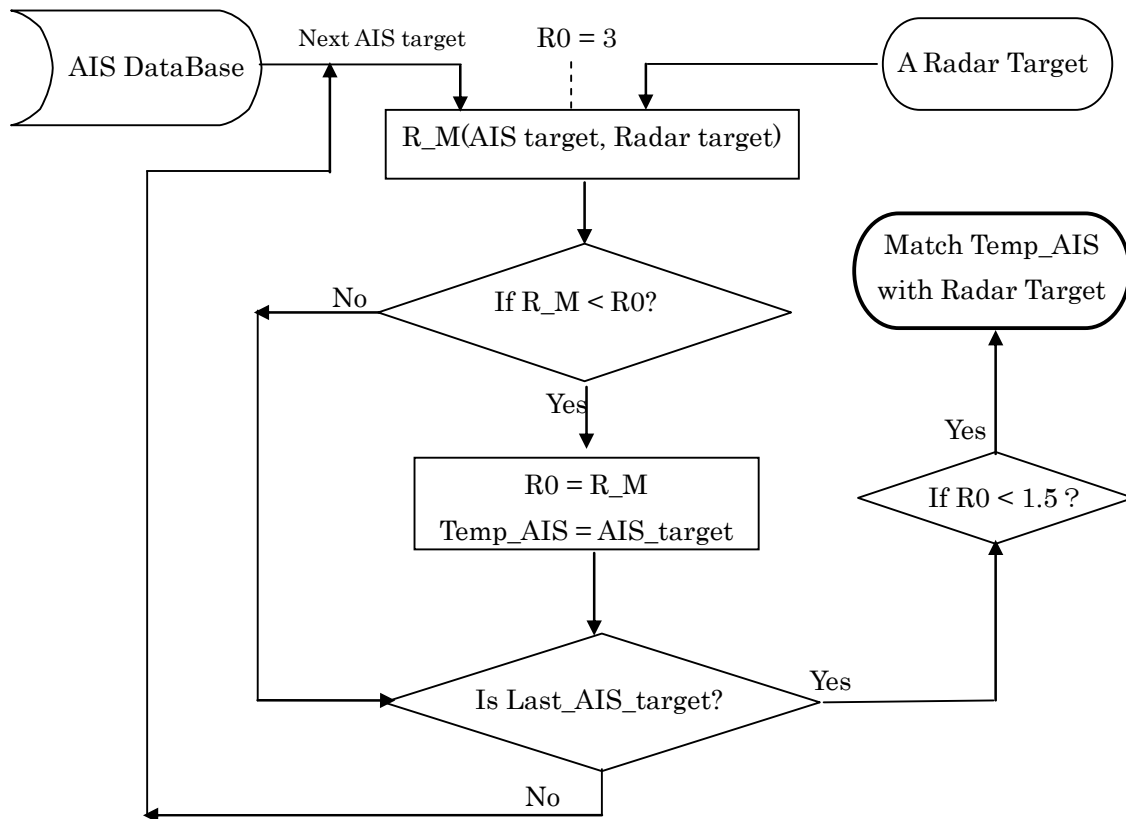 Next AIS target
R0 = 3
AIS DataBase
A Radar Target
R_M(AIS target, Radar target)
Match Temp_AIS
with Radar Target
No
If R_M < R0?
Yes
Yes
R0 = R_M
Temp_AIS = AIS_target
If R0 < 1.5 ?
Is Last_AIS_target?
Yes
No